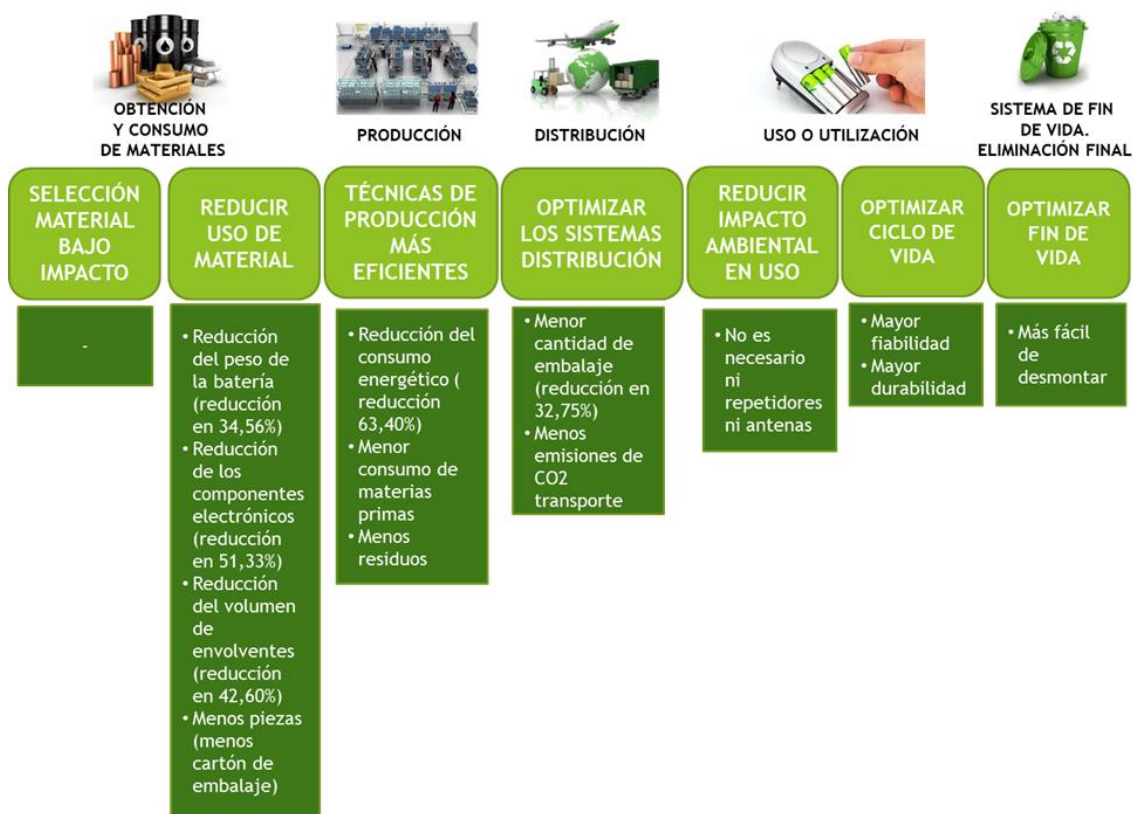 OBTENCIÓN
Y CONSUMO
DE MATERIALES
PRODUCCIÓN
DISTRIBUCIÓN
USO O UTILIZACIÓN
SISTEMA DE FIN
DE VIDA.
ELIMINACIÓN FINAL
SELECCIÓN
MATERIAL
BAJO
IMPACTO
REDUCIR
USO DE
MATERIAL
TÉCNICAS DE
PRODUCCIÓN
MÁS
EFICIENTES
OPTIMIZAR
LOS SISTEMAS
DISTRIBUCIÓN
REDUCIR
IMPACTO
AMBIENTAL
EN USO
OPTIMIZAR
CICLO DE
VIDA
OPTIMIZAR
FIN DE
VIDA
-
• Reducción
del peso de
la batería
(reducción
en 34,56%)
• Reducción
de los
componentes
electrónicos
(reducción
en 51,33%)
• Reducción
del volumen
de
envolventes
(reducción
en 42,60%)
• Menos piezas
(menos
cartón de
embalaje)
• Reducción del
consumo
energético (
reducción
63,40%)
• Menor
consumo de
materias
primas
• Menos
residuos
• Menor
cantidad de
embalaje
(reducción en
32,75%)
• Menos
emisiones de
CO2
transporte
• No es
necesario ni
repetidores
ni antenas
• Mayor
fiabilidad
• Mayor
durabilidad
• Más fácil
de
desmontar